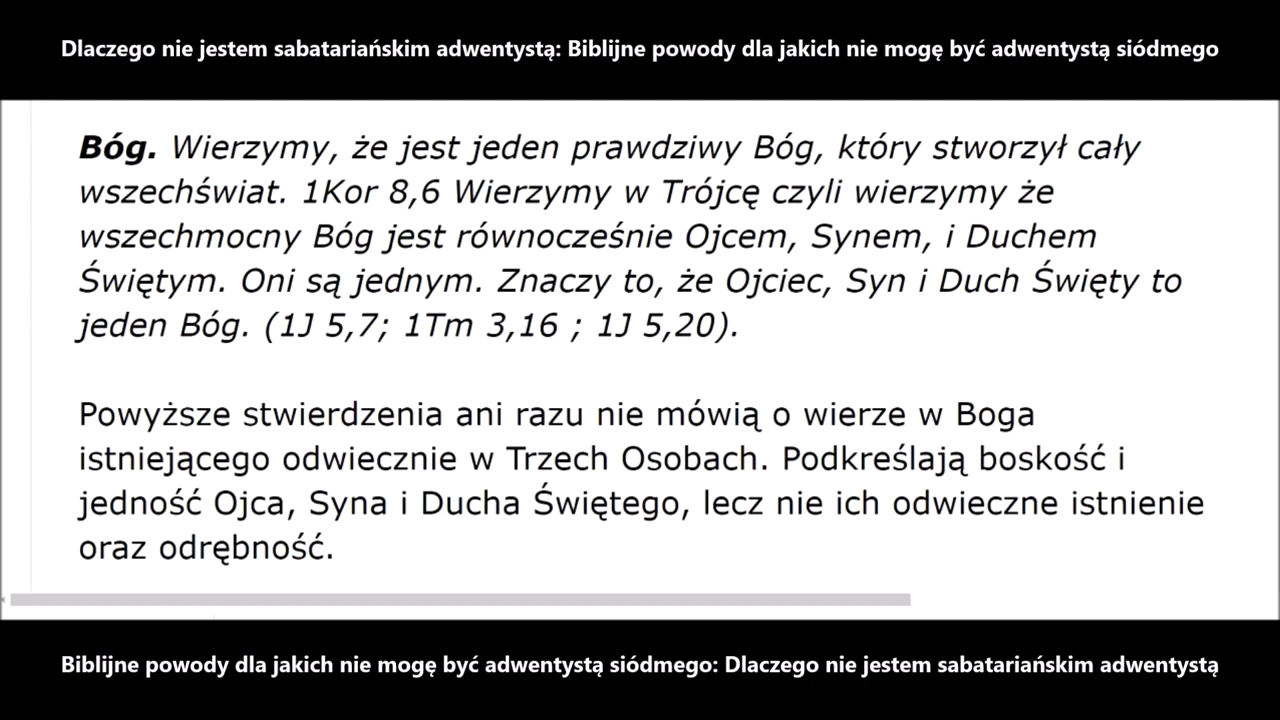 Dlaczego nie jestem sabatariańskim adwentystą: Biblijne powody dla jakich nie mogę być adwentystą siódmego
Bóg. Wierzymy, że jest jeden prawdziwy Bóg, który stworzył cały
wszechświat. 1Kor 8,6 Wierzymy w Trójcę czyli wierzymy że
wszechmocny Bóg jest równocześnie Ojcem, Synem, i Duchem
Świętym. Oni są jednym. Znaczy to, że Ojciec, Syn i Duch Święty to
jeden Bóg. (1J 5,7; 1Tm 3,16 ; 1J 5,20).
Powyższe stwierdzenia ani razu nie mówią o wierze w Boga
istniejącego odwiecznie w Trzech Osobach. Podkreślają boskość i
jedność Ojca, Syna i Ducha Świętego, lecz nie ich odwieczne istnienie
oraz odrębność.
Biblijne powody dla jakich nie mogę być adwentystą siódmego: Dlaczego nie jestem sabatariańskim adwentystą